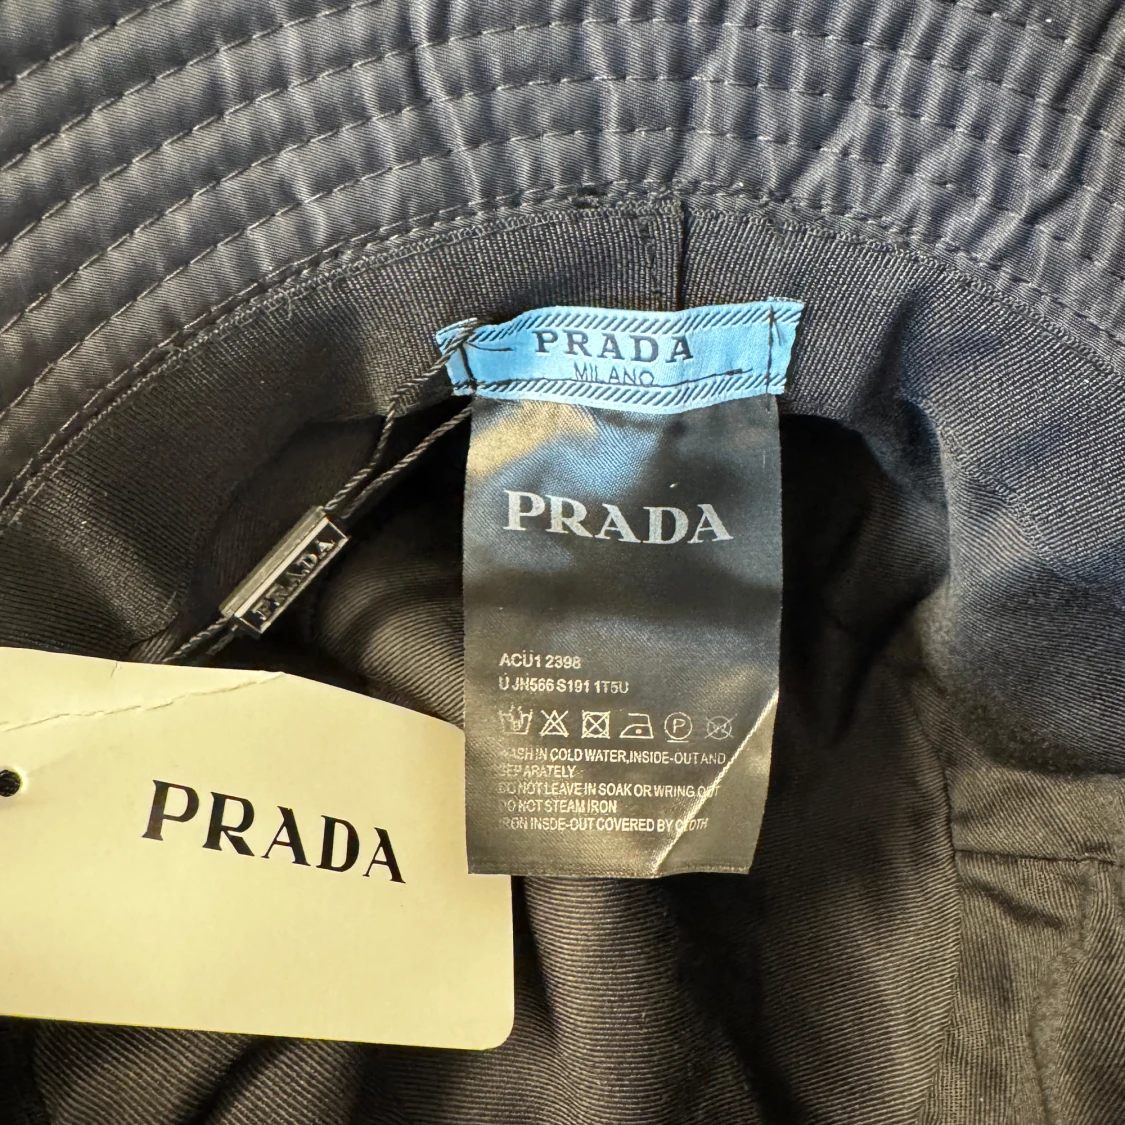 PRADA
MILANO
PRADA
PRADA
ACÜ1 2398
Ü JN566 S191 1T5U
P
WASH IN COLD WATER, INSIDE-OUT AND
SEPARATELY
DO NOT LEAVE IN SOAK OR WRING OUT
DO NOT STEAM IRON
IRON INSDE-OUT COVERED BY CLOTH
PRADA